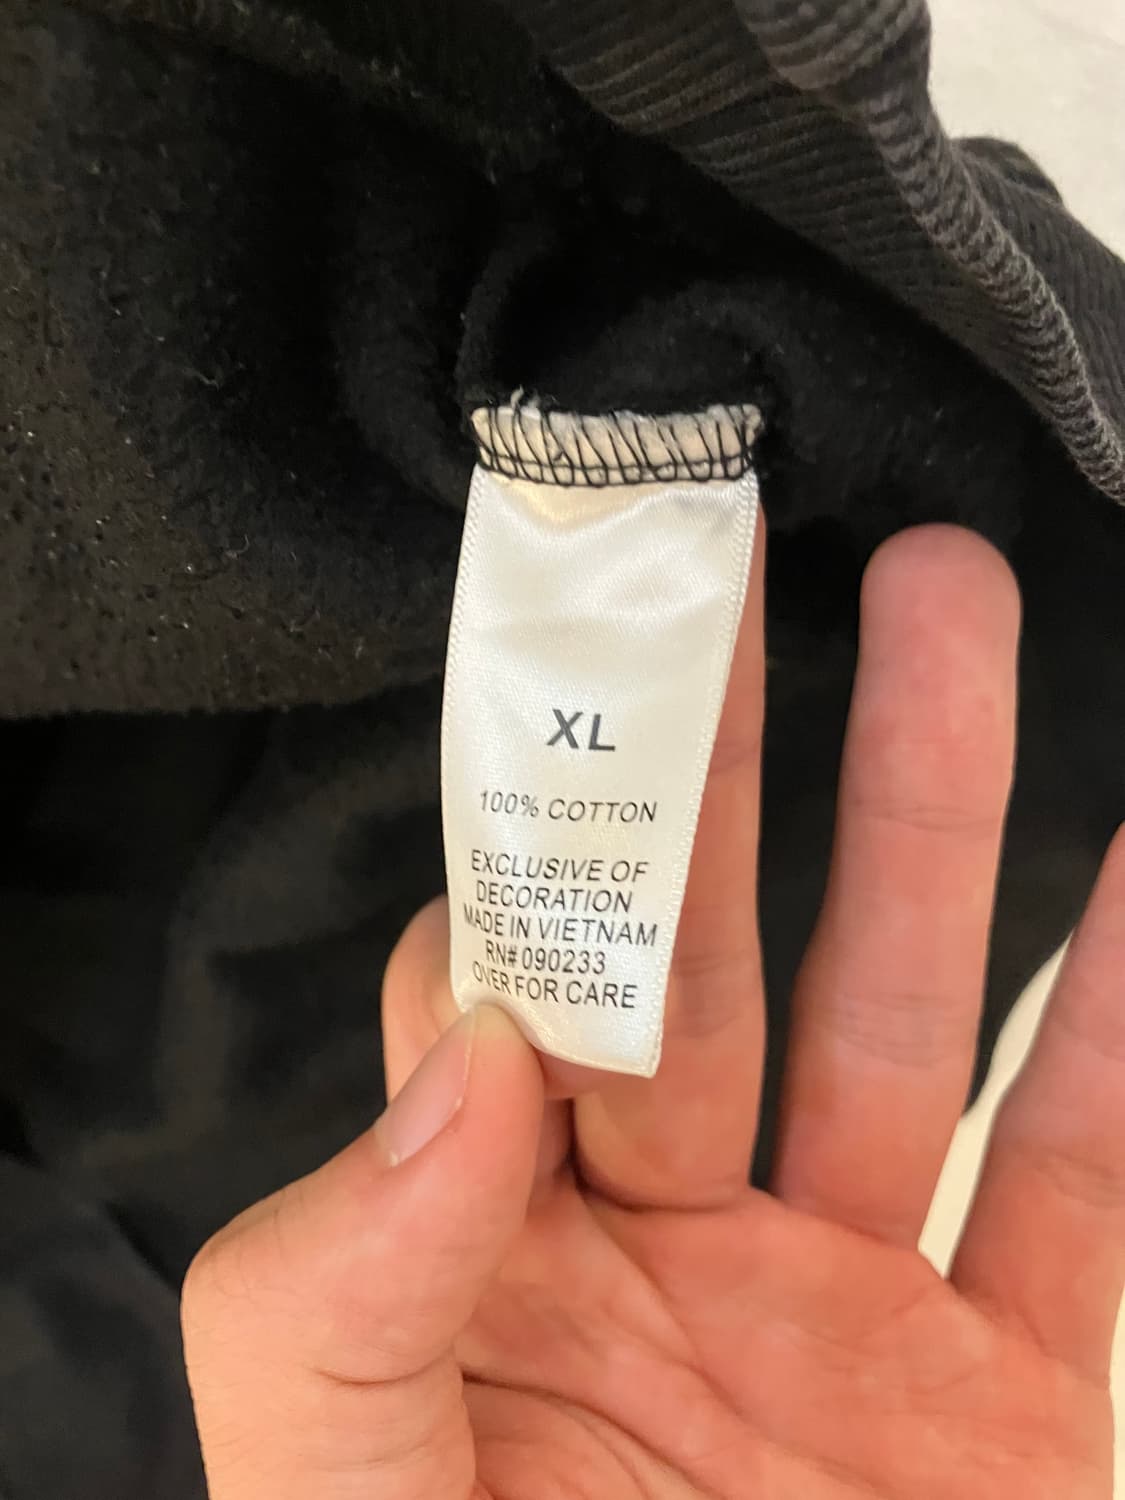 XL
100% COTTON
EXCLUSIVE OF
DECORATION
MADE IN VIETNAM
RN# 090233
OVER FOR CARE